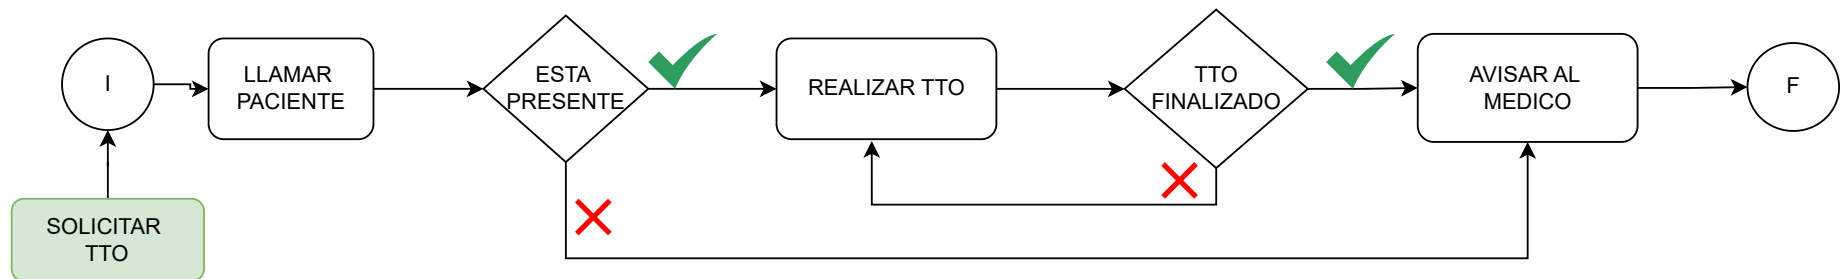 I
LLAMAR
PACIENTE
ESTA
PRESENTE
REALIZAR TTO
TTO
FINALIZADO
AVISAR AL
MEDICO
F
SOLICITAR
TTO